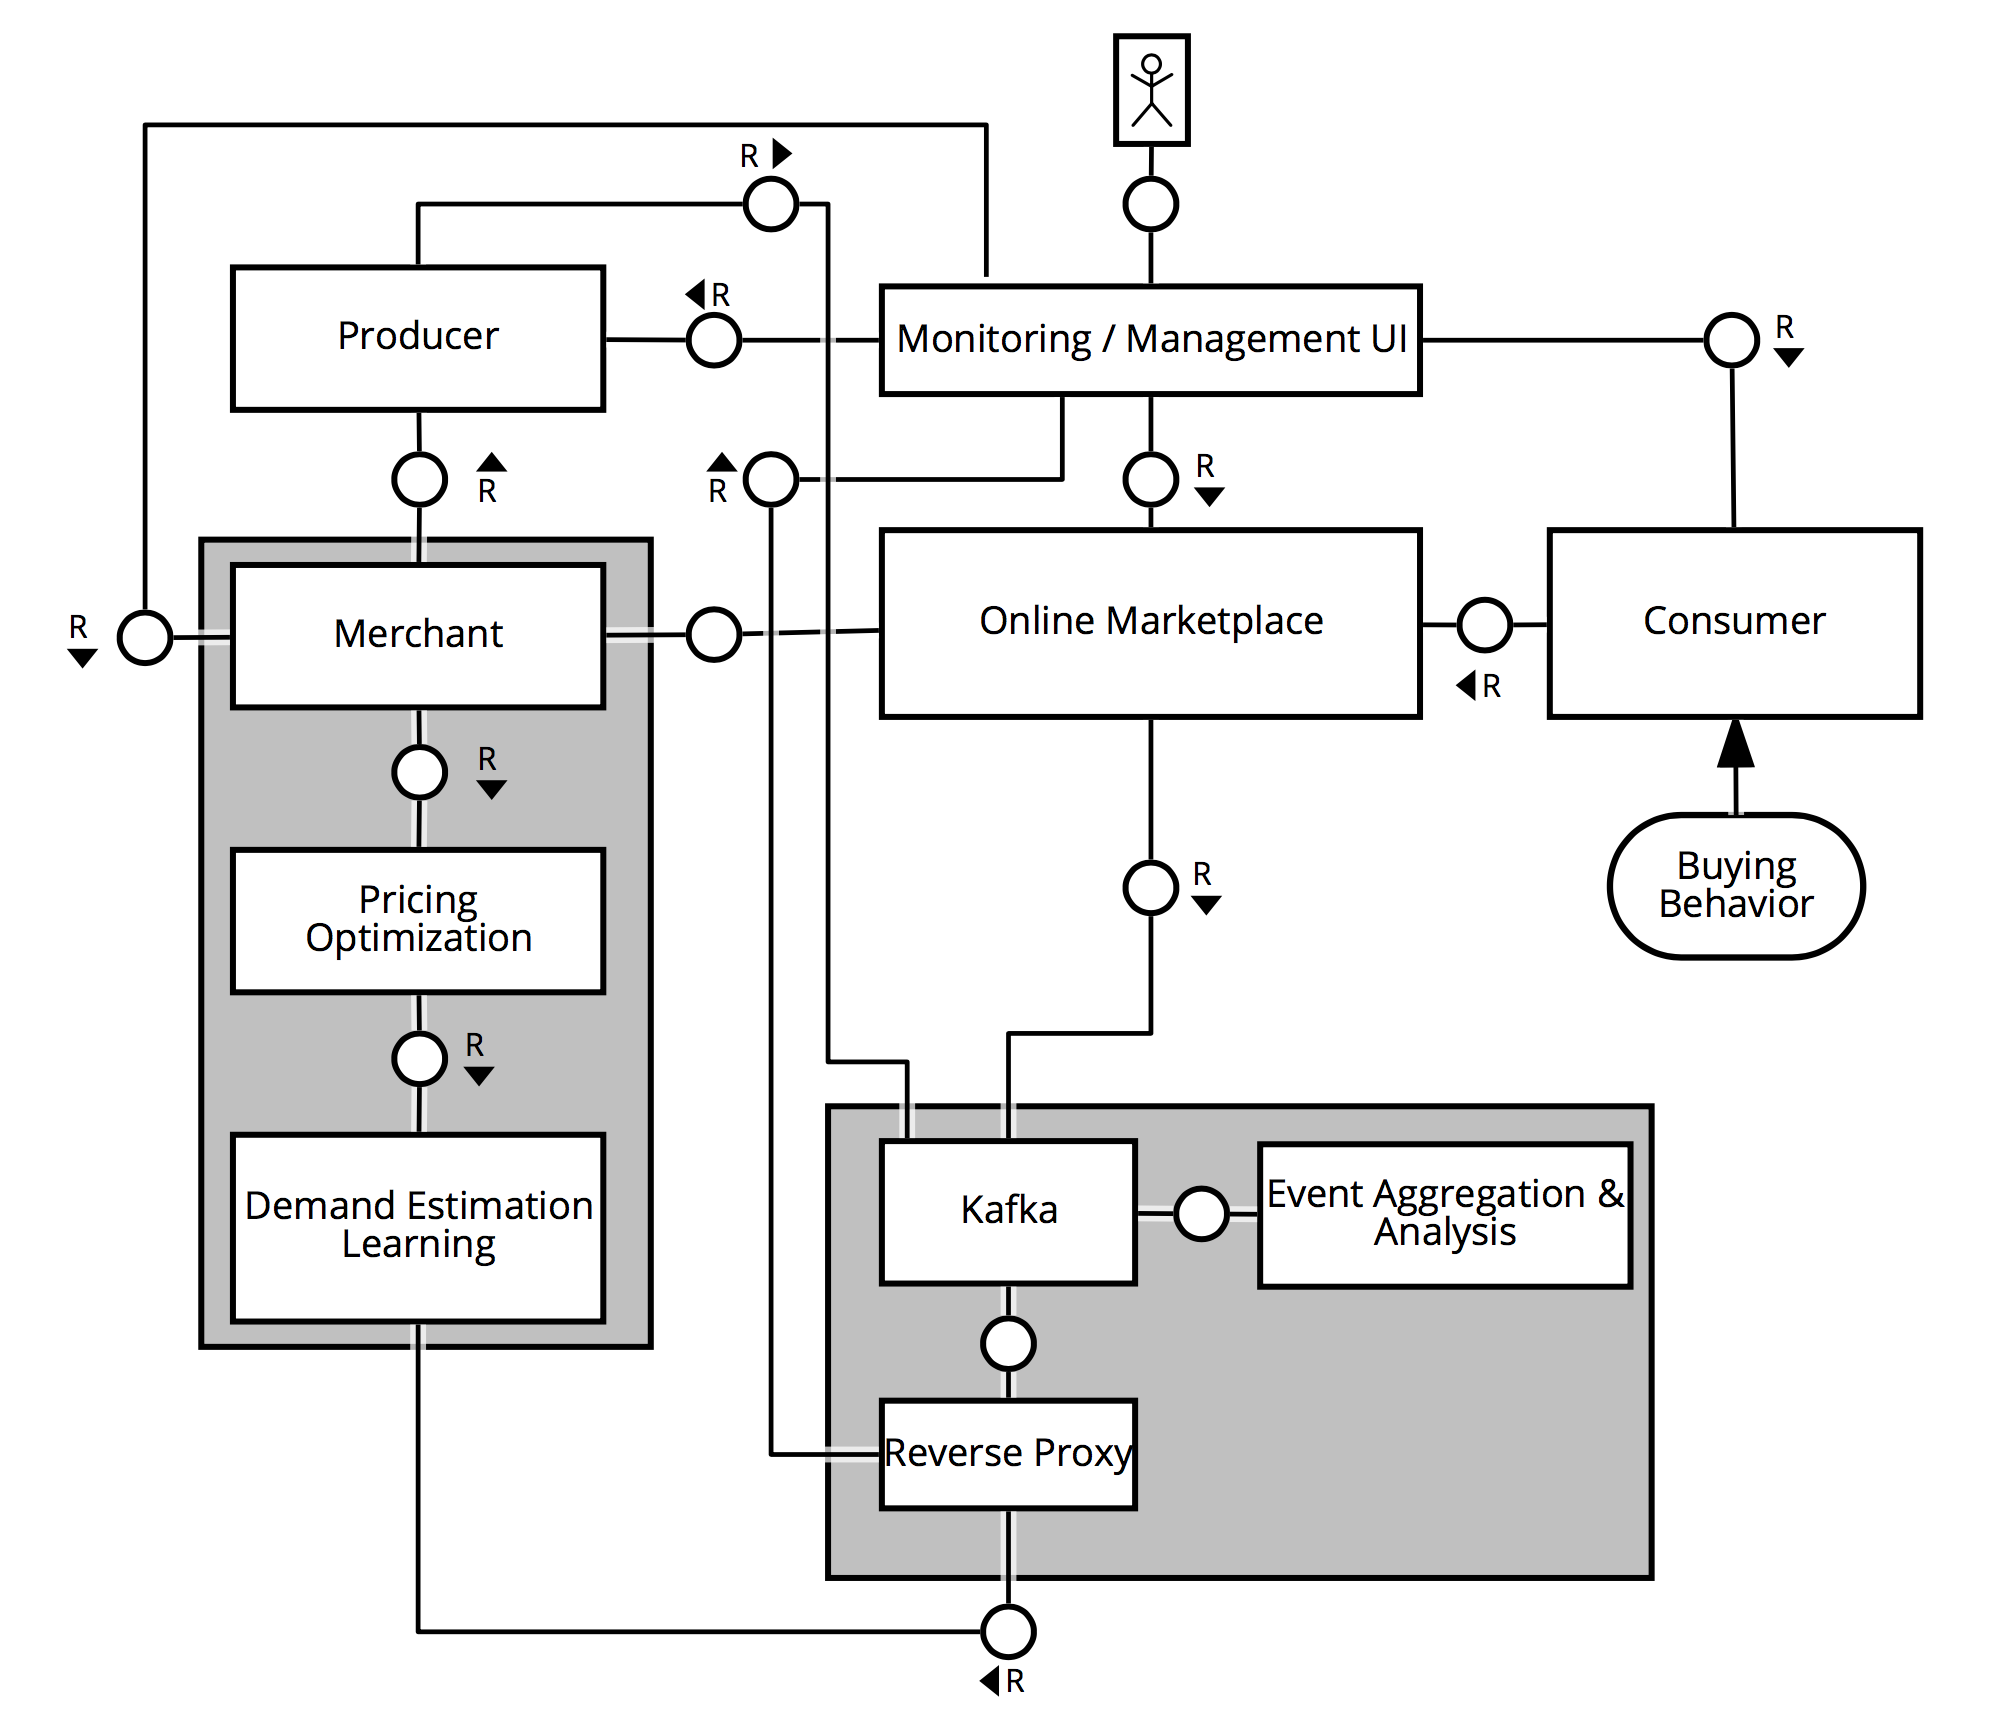 R
R
Producer
Monitoring / Management UI
R
R
R
R
R
Merchant
Online Marketplace
Consumer
R
R
R
Buying
Behavior
Pricing
Optimization
R
R
Demand Estimation
Learning
Kafka
Event Aggregation &
Analysis
Reverse Proxy
R